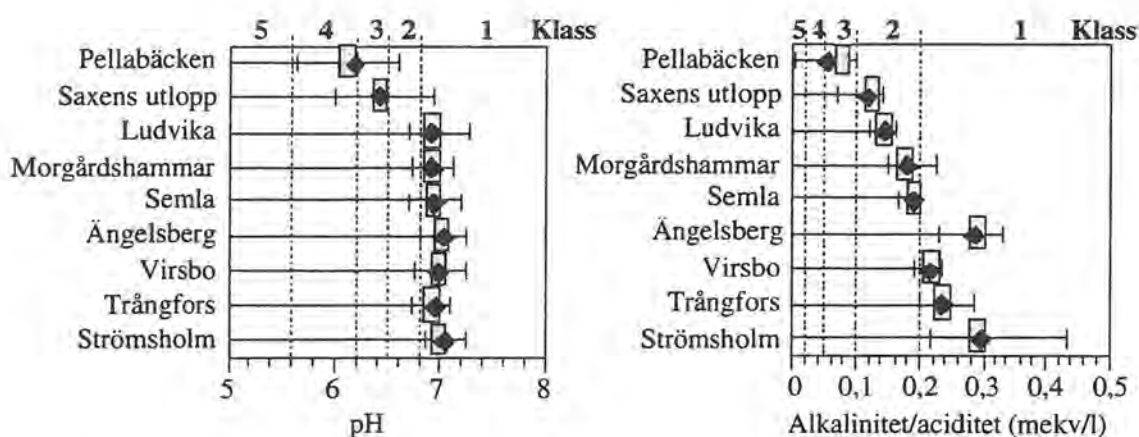 5 4 3 2 1 Klass
Pellabäcken
Saxens utlopp
Ludvika
Morgårdshammar
Semla
Ängelsberg
Virsbo
Trångfors
Strömsholm
5 6 7 8
pH
5 4 3 2 1 Klass
Pellabäcken
Saxens utlopp
Ludvika
Morgårdshammar
Semla
Ängelsberg
Virsbo
Trångfors
Strömsholm
0 0,1 0,2 0,3 0,4 0,5
Alkalinitet/aciditet (mekv/l)